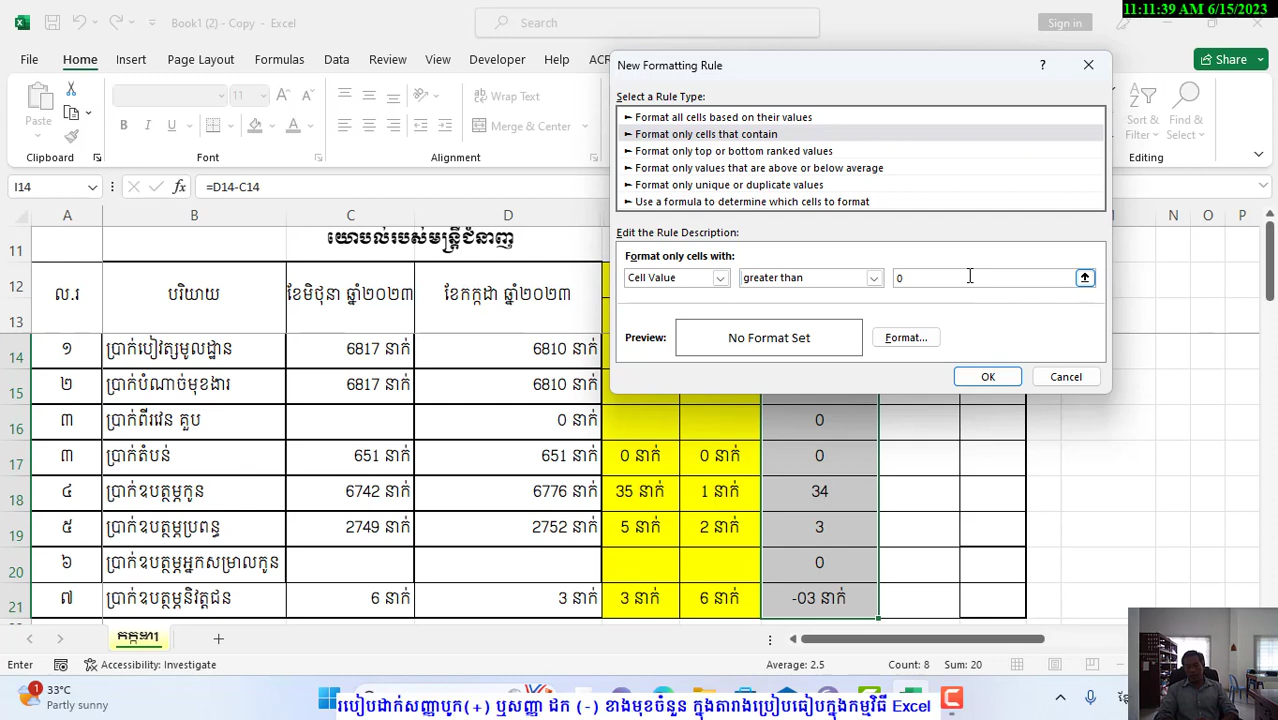 11:11:39 AM 6/15/2023
Book1 (2) - Copy - Excel
Search
Sign in
File Home Insert Page Layout Formulas Data Review View Developer Help
Share
New Formatting Rule
?
Select a Rule Type:
► Format all cells based on their values
► Format only cells that contain
► Format only top or bottom ranked values
► Format only values that are above or below average
► Format only unique or duplicate values
► Use a formula to determine which cells to format
Edit the Rule Description:
Format only cells with:
Cell Value greater than 0
Preview: No Format Set Format...
OK Cancel
Paste
11
Wrap Text
Merge & Center
Sort & Filter
Find & Select
Clipboard Font Editing
I14 =D14-C14
A B C D N O P
11 យោបល់របស់មន្ត្រីជំនាញ
12 ល.រ បរិយាយ ខែមិថុនា ឆ្នាំ២០២៣ ខែកក្កដា ឆ្នាំ២០២៣
13
14 ១ ប្រាក់បៀវត្សមូលដ្ឋាន 6817 នាក់ 6810 នាក់
15 ២ ប្រាក់បំណាច់មុខងារ 6817 នាក់ 6810 នាក់
16 ៣ ប្រាក់ពីរវេន គួប 0 នាក់ 0
17 ៣ ប្រាក់តំបន់ 651 នាក់ 651 នាក់ 0 នាក់ 0 នាក់ 0
18 ៤ ប្រាក់ឧបត្ថម្ភកូន 6742 នាក់ 6776 នាក់ 35 នាក់ 1 នាក់ 34
19 ៥ ប្រាក់ឧបត្ថម្ភប្រពន្ធ 2749 នាក់ 2752 នាក់ 5 នាក់ 2 នាក់ 3
20 ៦ ប្រាក់ឧបត្ថម្ភអ្នកសម្រាលកូន 0
21 ៧ ប្រាក់ឧបត្ថម្ភនិវត្តជន 6 នាក់ 3 នាក់ 3 នាក់ 6 នាក់ -03 នាក់
កក្កដា
Enter Accessibility: Investigate Average: 2.5 Count: 8 Sum: 20
1
33°C
Partly sunny
របៀបដាក់សញ្ញាបូក(+) ឬសញ្ញា ដក (-) ខាងមុខចំនួន ក្នុងតារាងប្រៀបធៀបក្នុងកម្មវិធី Excel